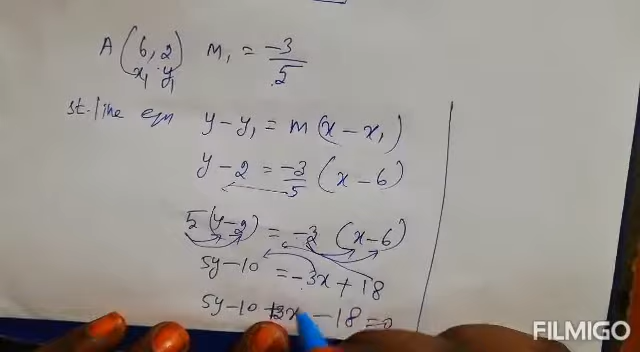 A (6, 2) m₁ = -3/5
x₁ y₁
st. line eqn y - y₁ = m (x - x₁)
y - 2 = -3/5 (x - 6)
5 (y - 2) = -3 (x - 6)
5y - 10 = -3x + 18
5y - 10 + 3x - 18 = 0
FILMIGO